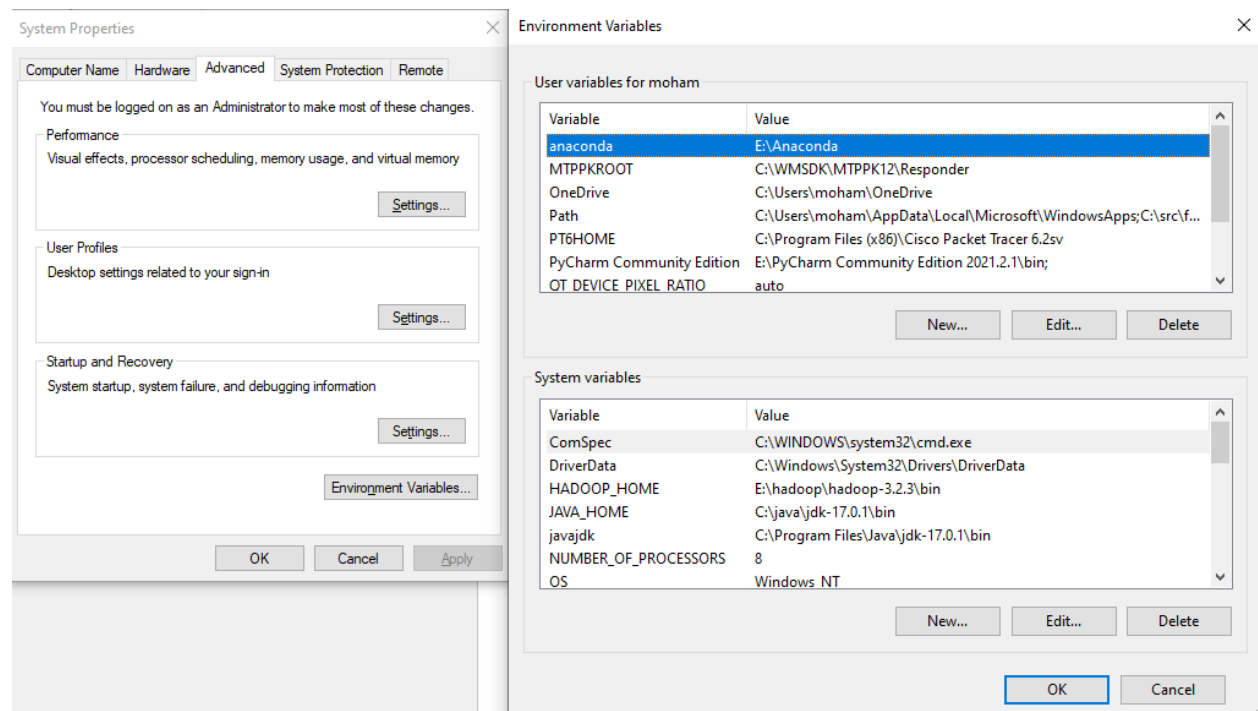 System Properties
Computer Name Hardware Advanced System Protection Remote
You must be logged on as an Administrator to make most of these changes.
Performance
Visual effects, processor scheduling, memory usage, and virtual memory
Settings...
User Profiles
Desktop settings related to your sign-in
Settings...
Startup and Recovery
System startup, system failure, and debugging information
Settings...
Environment Variables...
OK Cancel Apply
Environment Variables
User variables for moham
Variable Value
anaconda E:\Anaconda
MTPPKROOT C:\WMSDK\MTPPK12\Responder
OneDrive C:\Users\moham\OneDrive
Path C:\Users\moham\AppData\Local\Microsoft\WindowsApps;C:\src\f...
PT6HOME C:\Program Files (x86)\Cisco Packet Tracer 6.2sv
PyCharm Community Edition E:\PyCharm Community Edition 2021.2.1\bin;
QT_DEVICE_PIXEL_RATIO auto
New... Edit... Delete
System variables
Variable Value
ComSpec C:\WINDOWS\system32\cmd.exe
DriverData C:\Windows\System32\Drivers\DriverData
HADOOP_HOME E:\hadoop\hadoop-3.2.3\bin
JAVA_HOME C:\java\jdk-17.0.1\bin
javajdk C:\Program Files\Java\jdk-17.0.1\bin
NUMBER_OF_PROCESSORS 8
OS Windows_NT
New... Edit... Delete
OK Cancel